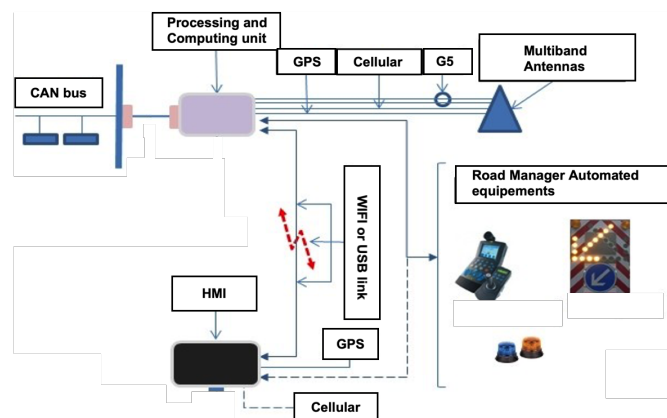 Processing and
Computing unit
GPS
Cellular
G5
Multiband
Antennas
CAN bus
Road Manager Automated
equipements
WIFI or USB link
HMI
GPS
Cellular